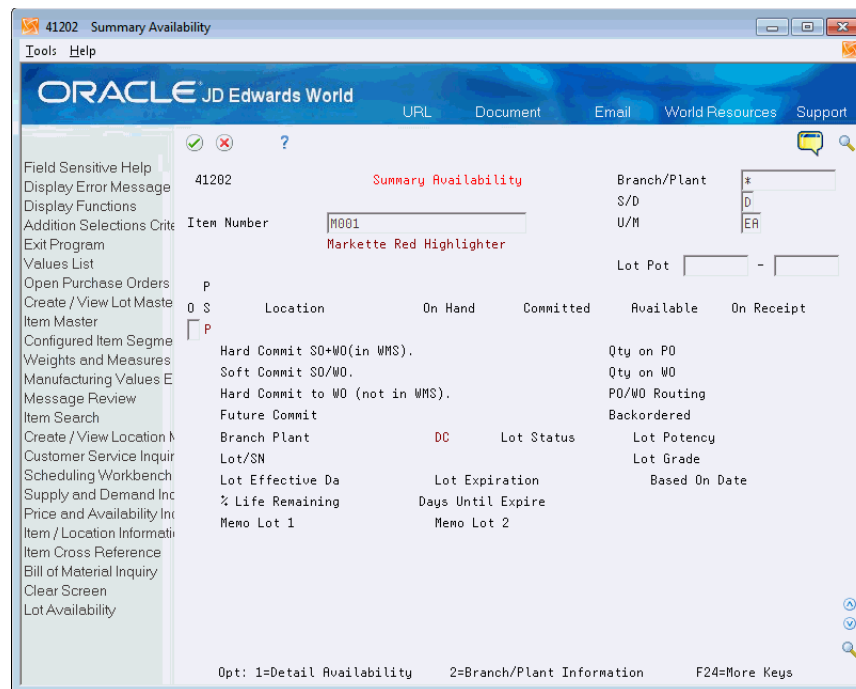 41202 Summary Availability
Tools Help
ORACLE JD Edwards World
URL Document Email World Resources Support
?
Field Sensitive Help
Display Error Message
Display Functions
Addition Selections Crite
Exit Program
Values List
Open Purchase Orders
Create / View Lot Maste
Item Master
Configured Item Segme
Weights and Measures
Manufacturing Values E
Message Review
Item Search
Create / View Location M
Customer Service Inquir
Scheduling Workbench
Supply and Demand Inc
Price and Availability Inc
Item / Location Informati
Item Cross Reference
Bill of Material Inquiry
Clear Screen
Lot Availability
41202 Summary Availability Branch/Plant *
S/D D
Item Number M001 U/M EA
Markette Red Highlighter
Lot Pot -
P
O S Location On Hand Committed Available On Receipt
P
Hard Commit SO+WO(in WMS). Qty on PO
Soft Commit SO/WO. Qty on WO
Hard Commit to WO (not in WMS). PO/WO Routing
Future Commit Backordered
Branch Plant DC Lot Status Lot Potency
Lot/SN Lot Grade
Lot Effective Da Lot Expiration Based On Date
% Life Remaining Days Until Expire
Memo Lot 1 Memo Lot 2
Opt: 1=Detail Availability 2=Branch/Plant Information F24=More Keys